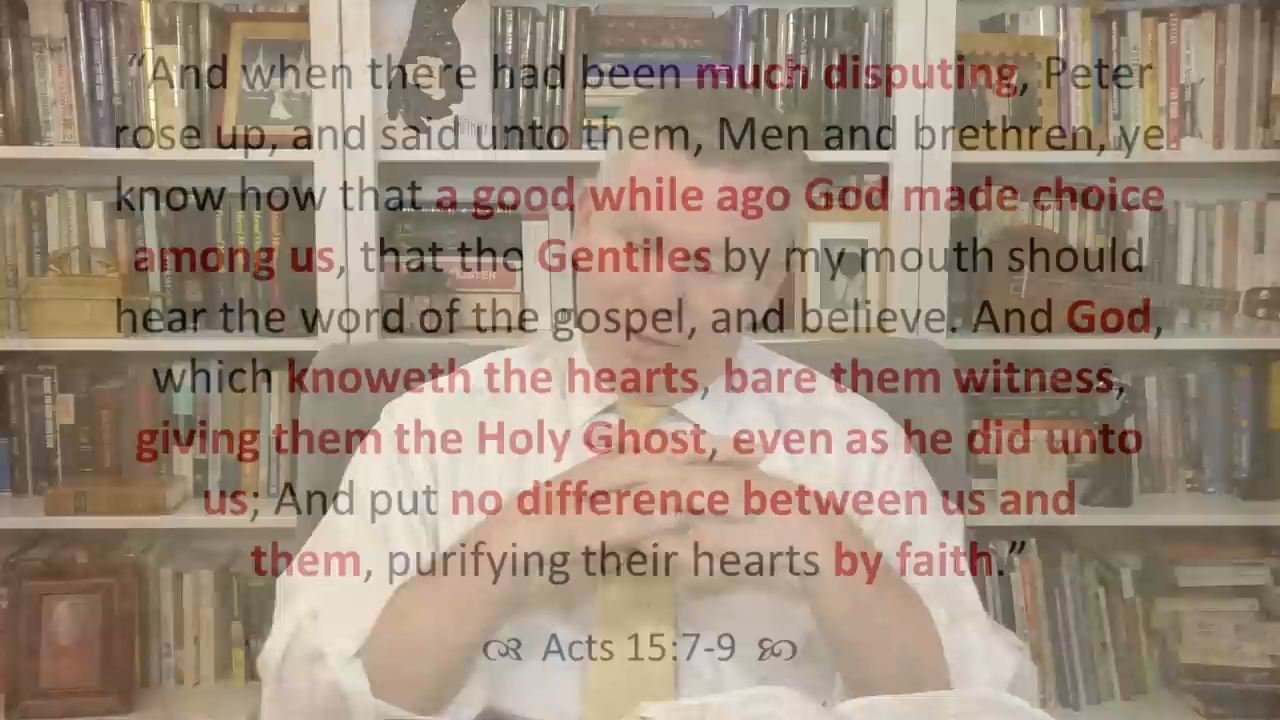 “And when there had been much disputing, Peter
rose up, and said unto them, Men and brethren, ye
know how that a good while ago God made choice
among us, that the Gentiles by my mouth should
hear the word of the gospel, and believe. And God,
which knoweth the hearts, bare them witness,
giving them the Holy Ghost, even as he did unto
us; And put no difference between us and
them, purifying their hearts by faith.”
Acts 15:7-9
LISTEN